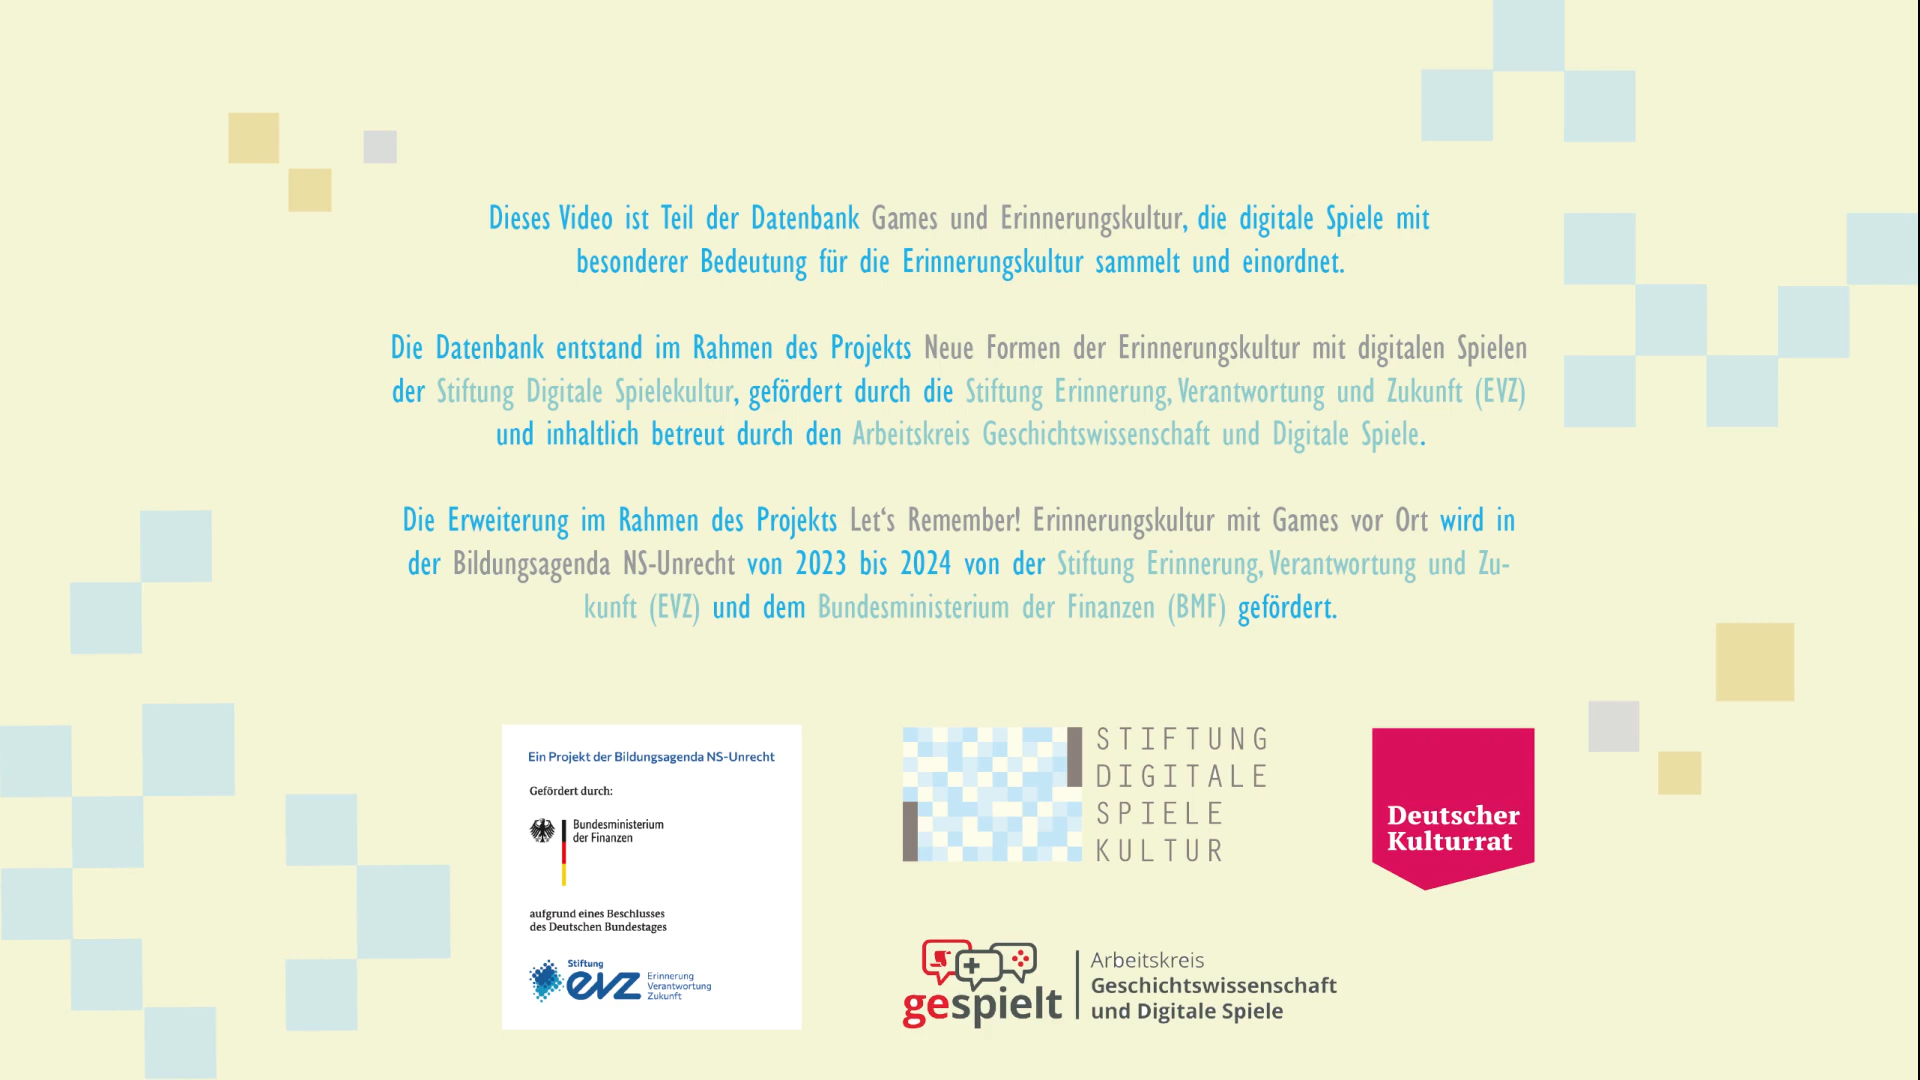 Dieses Video ist Teil der Datenbank Games und Erinnerungskultur, die digitale Spiele mit
besonderer Bedeutung für die Erinnerungskultur sammelt und einordnet.
Die Datenbank entstand im Rahmen des Projekts Neue Formen der Erinnerungskultur mit digitalen Spielen
der Stiftung Digitale Spielekultur, gefördert durch die Stiftung Erinnerung, Verantwortung und Zukunft (EVZ)
und inhaltlich betreut durch den Arbeitskreis Geschichtswissenschaft und Digitale Spiele.
Die Erweiterung im Rahmen des Projekts Let‘s Remember! Erinnerungskultur mit Games vor Ort wird in
der Bildungsagenda NS-Unrecht von 2023 bis 2024 von der Stiftung Erinnerung, Verantwortung und Zu-
kunft (EVZ) und dem Bundesministerium der Finanzen (BMF) gefördert.
Ein Projekt der Bildungsagenda NS-Unrecht
Gefördert durch:
Bundesministerium
der Finanzen
aufgrund eines Beschlusses
des Deutschen Bundestages
Stiftung
evz
Erinnerung
Verantwortung
Zukunft
STIFTUNG
DIGITALE
SPIELE
KULTUR
Deutscher
Kulturrat
gespielt
Arbeitskreis
Geschichtswissenschaft
und Digitale Spiele